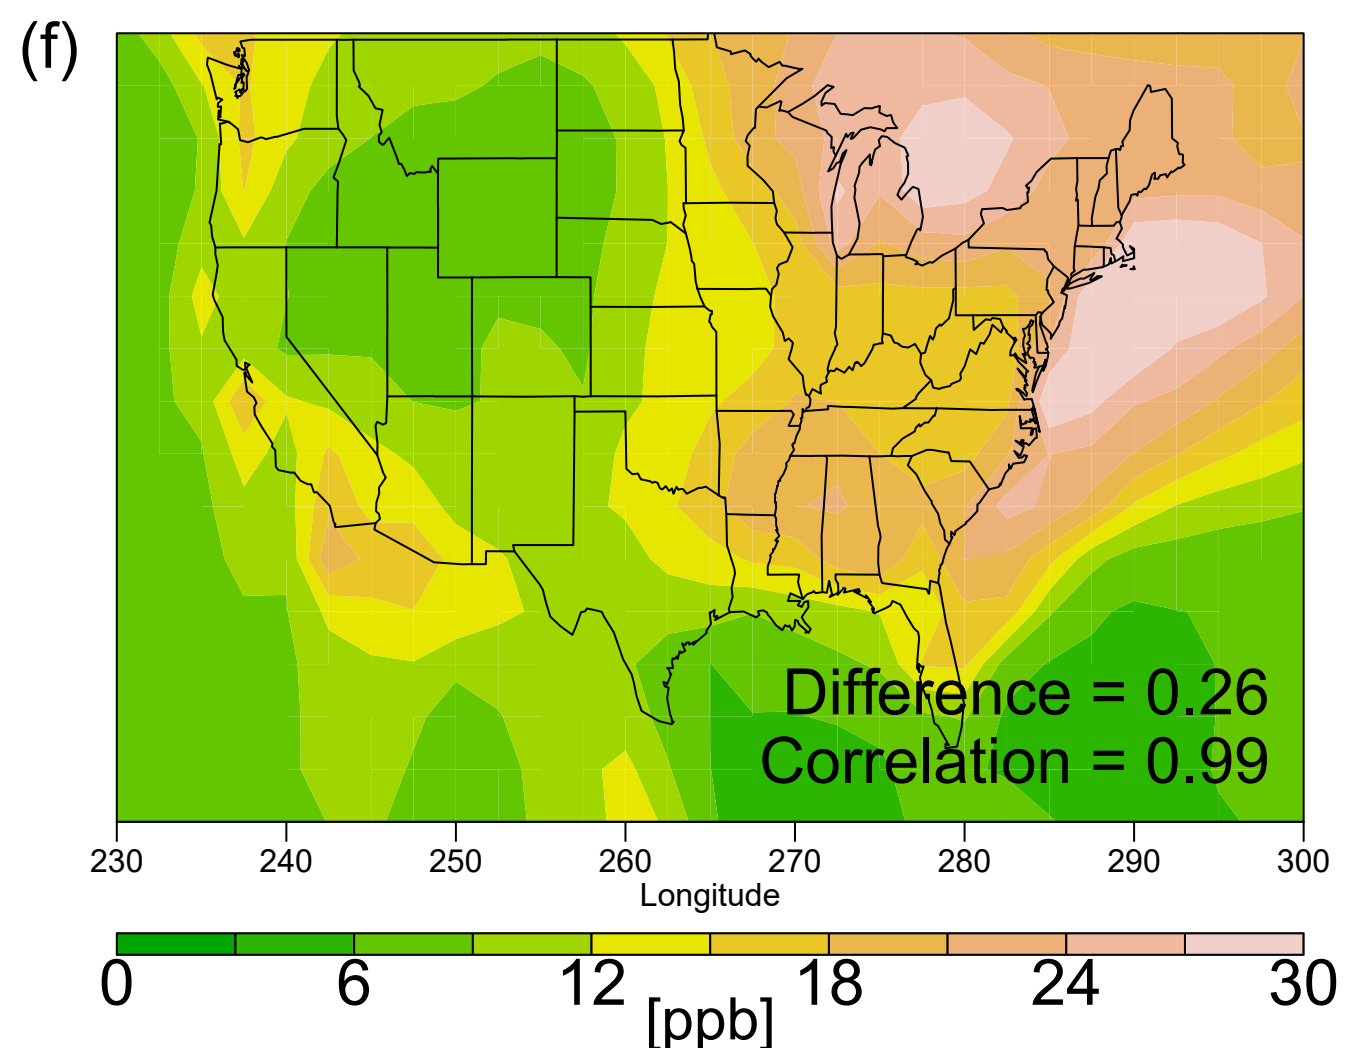 (f)
Difference = 0.26
Correlation = 0.99
230 240 250 260 270 280 290 300
Longitude
0 6 12 18 24 30
[ppb]